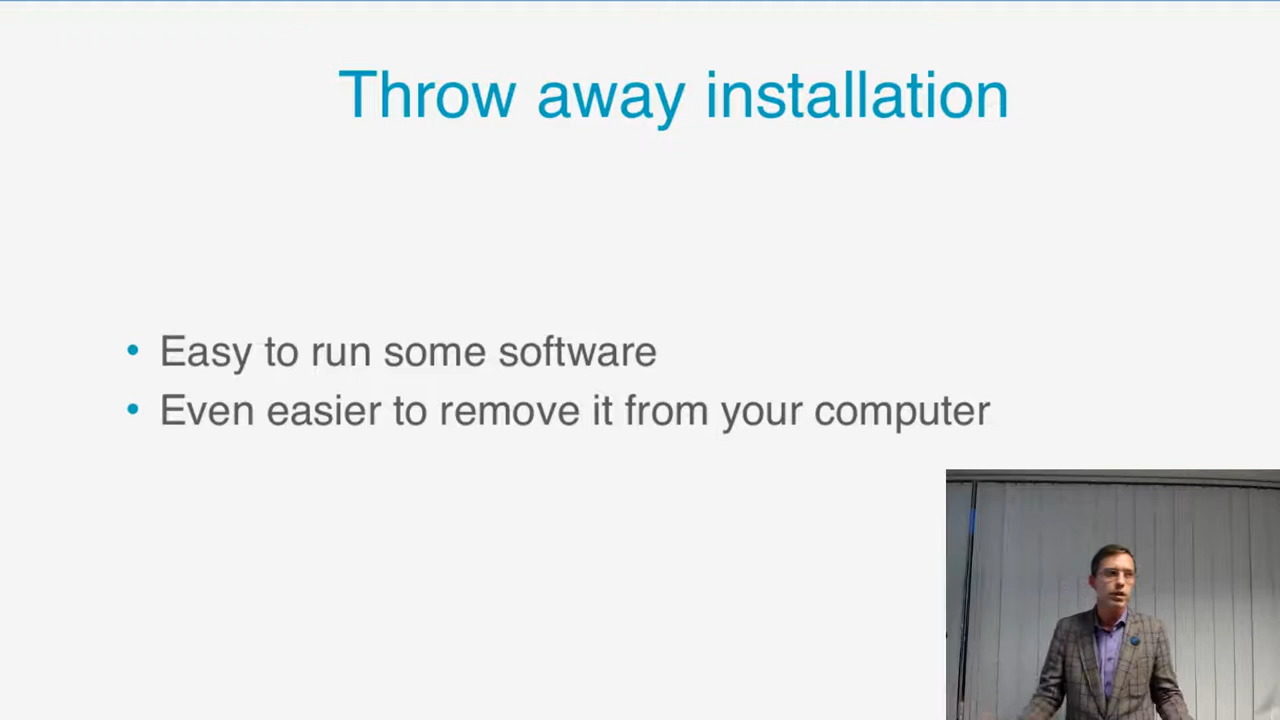 Throw away installation
• Easy to run some software
• Even easier to remove it from your computer